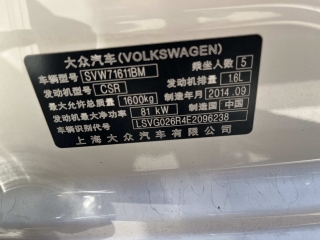 大众汽车(VOLKSWAGEN)
车辆型号 SVW71611BM 乘坐人数 5
发动机型号 CSR 发动机排量 1.6L
最大允许总质量 1600kg 制造年月 2014.09
发动机最大净功率 81 kW 制造国 中国
车辆识别代号 LSVG026R4E2096238
上海大众汽车有限公司